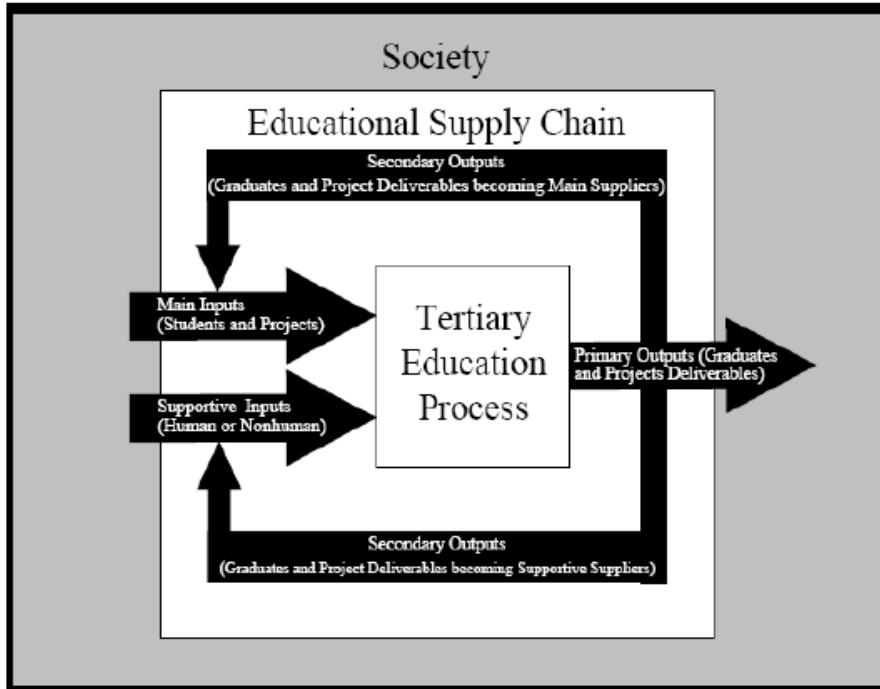 Society
Educational Supply Chain
Secondary Outputs
(Graduates and Project Deliverables becoming Main Suppliers)
Main Inputs
(Students and Projects)
Tertiary
Education
Process
Primary Outputs (Graduates
and Projects Deliverables)
Supportive Inputs
(Human or Nonhuman)
Secondary Outputs
(Graduates and Project Deliverables becoming Supportive Suppliers)